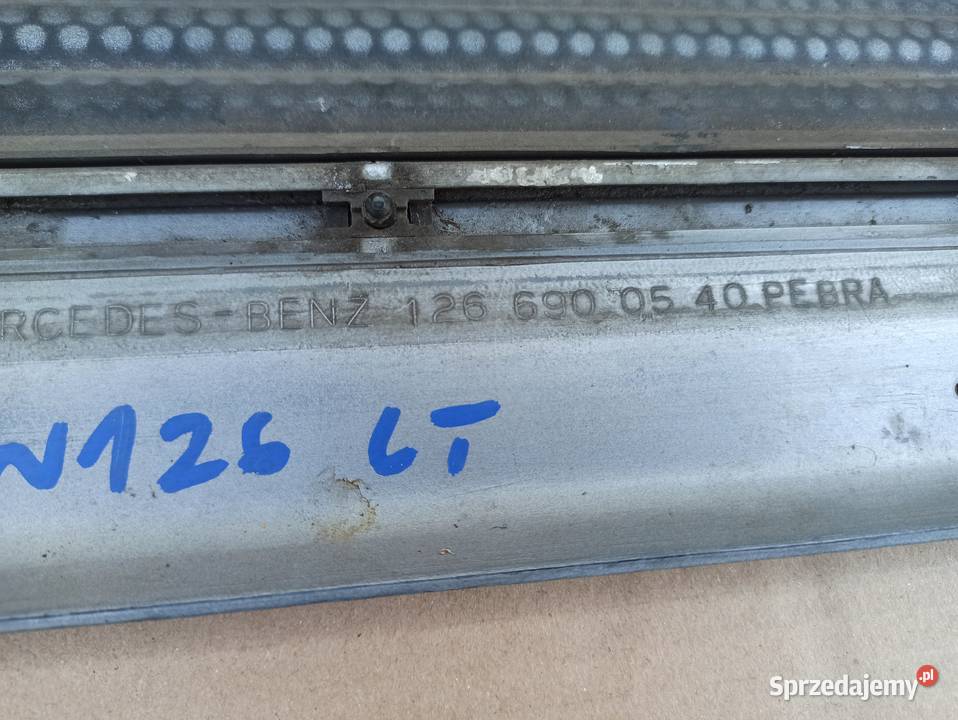 RCEDES-BENZ 126 690 05 40 PEBRA
W126 LT
Sprzedajemy.pl